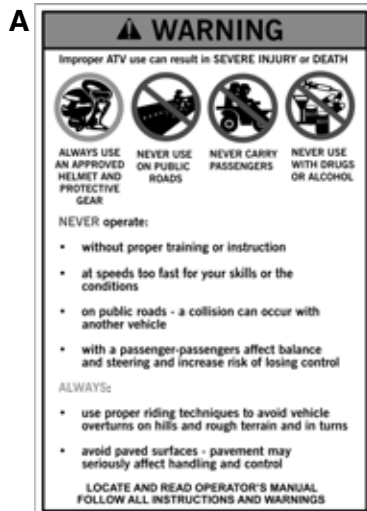 A
WARNING
Improper ATV use can result in SEVERE INJURY or DEATH
ALWAYS USE
AN APPROVED
HELMET AND
PROTECTIVE
GEAR
NEVER USE
ON PUBLIC
ROADS
NEVER CARRY
PASSENGERS
NEVER USE
WITH DRUGS
OR ALCOHOL
NEVER operate:
• without proper training or instruction
• at speeds too fast for your skills or the
conditions
• on public roads - a collision can occur with
another vehicle
• with a passenger-passengers affect balance
and steering and increase risk of losing control
ALWAYS:
• use proper riding techniques to avoid vehicle
overturns on hills and rough terrain and in turns
• avoid paved surfaces - pavement may
seriously affect handling and control
LOCATE AND READ OPERATOR'S MANUAL
FOLLOW ALL INSTRUCTIONS AND WARNINGS